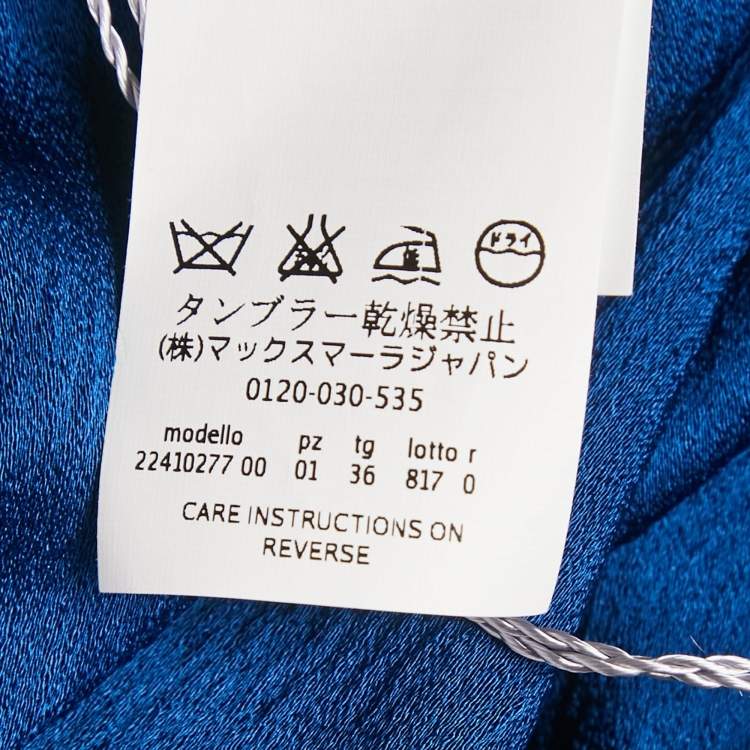 ドライ
タンブラー乾燥禁止
(株)マックスマーラジャパン
0120-030-535
modello pz tg lotto r
22410277 00 01 36 817 0
CARE INSTRUCTIONS ON
REVERSE